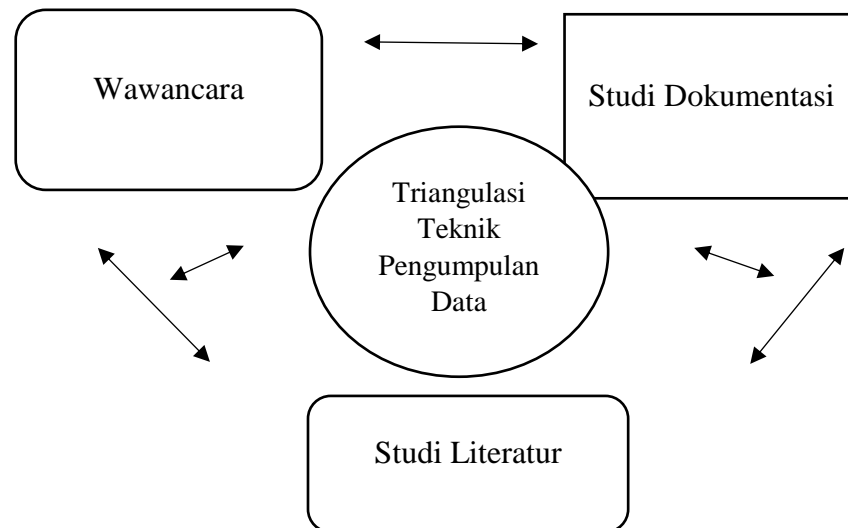 Wawancara
Studi Dokumentasi
Triangulasi
Teknik
Pengumpulan
Data
Studi Literatur